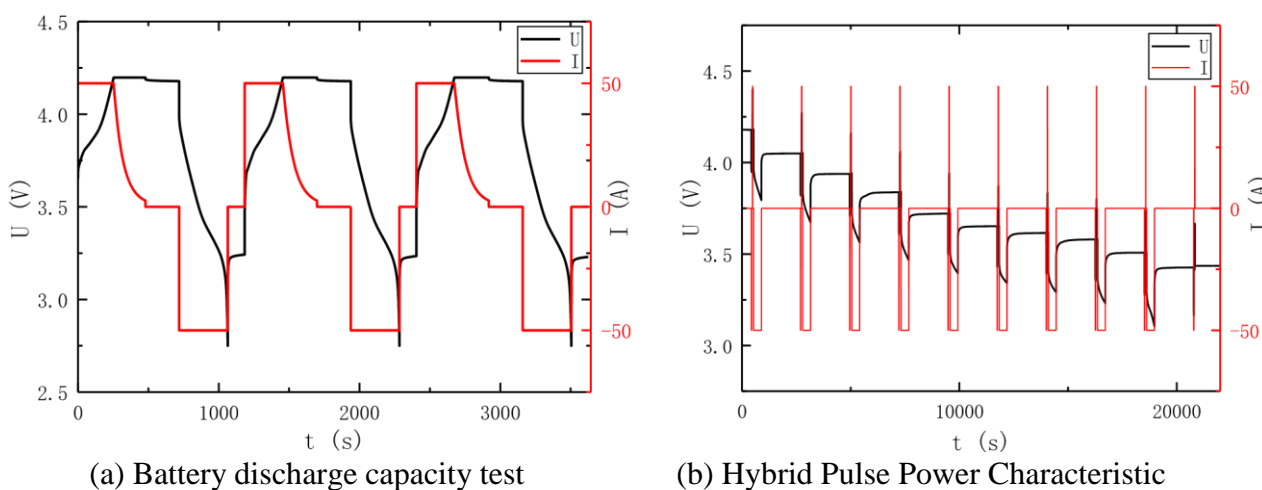 4.5
4.0
3.5
3.0
2.5
U (V)
0
1000
2000
3000
t (s)
50
0
-50
I (A)
U
I
(a) Battery discharge capacity test
4.5
4.0
3.5
3.0
U (V)
0
10000
20000
t (s)
50
0
-50
I (A)
U
I
(b) Hybrid Pulse Power Characteristic